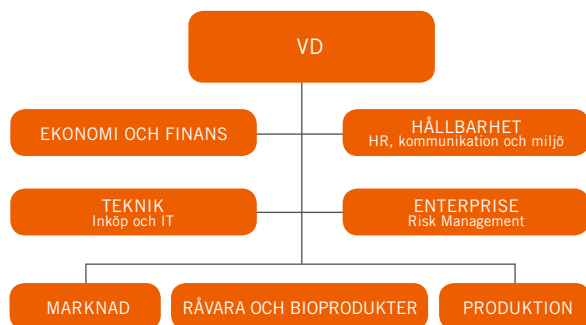 VD
EKONOMI OCH FINANS
HÅLLBARHET
HR, kommunikation och miljö
TEKNIK
Inköp och IT
ENTERPRISE
Risk Management
MARKNAD
RÅVARA OCH BIOPRODUKTER
PRODUKTION